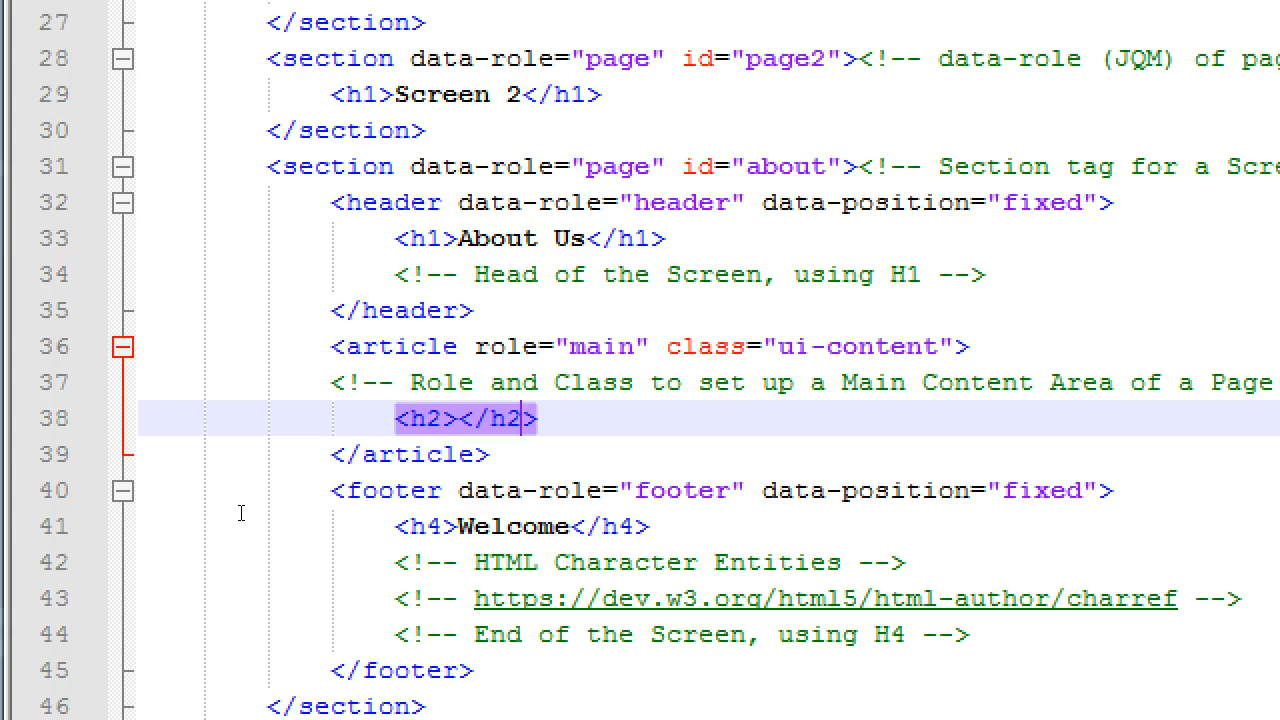 27 </section>
28 <section data-role="page" id="page2"><!-- data-role (JQM) of
29 <h1>Screen 2</h1>
30 </section>
31 <section data-role="page" id="about"><!-- Section tag for a
32 <header data-role="header" data-position="fixed">
33 <h1>About Us</h1>
34 <!-- Head of the Screen, using H1 -->
35 </header>
36 <article role="main" class="ui-content">
37 <!-- Role and Class to set up a Main Content Area of a Page
38 <h2></h2>
39 </article>
40 <footer data-role="footer" data-position="fixed">
41 <h4>Welcome</h4>
42 <!-- HTML Character Entities -->
43 <!-- https://dev.w3.org/html5/html-author/charref -->
44 <!-- End of the Screen, using H4 -->
45 </footer>
46 </section>